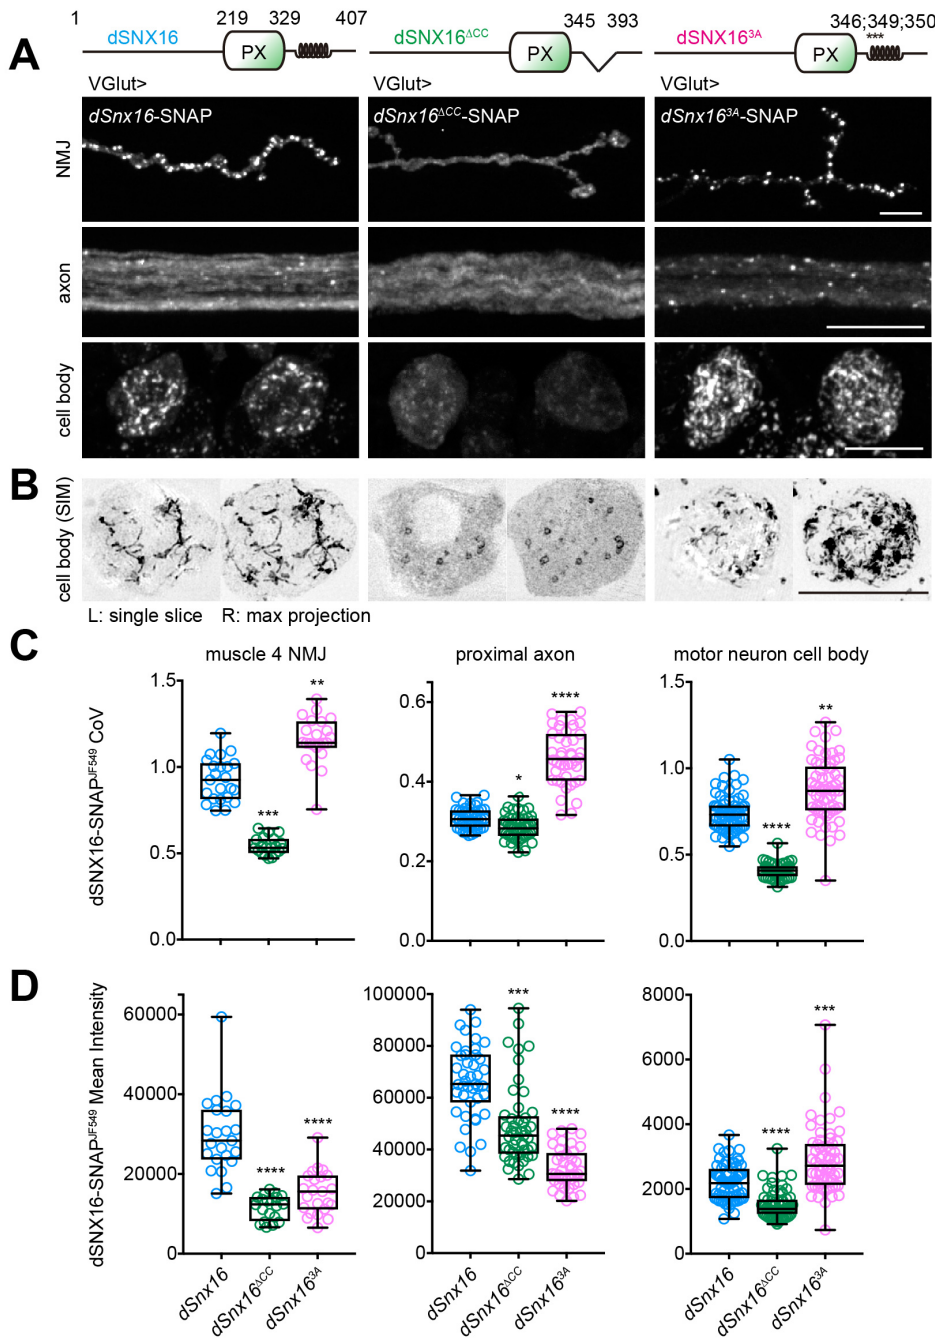 A
1 219 329 407
dSNX16
PX
345 393
dSNX16ΔCC
PX
346;349;350
***
dSNX163A
PX
VGlut>
VGlut>
VGlut>
dSnx16-SNAP
dSnx16ΔCC-SNAP
dSnx163A-SNAP
NMJ
axon
cell body
B
cell body (SIM)
L: single slice R: max projection
C
muscle 4 NMJ
proximal axon
motor neuron cell body
dSNX16-SNAPJF549 CoV
1.5
1.0
0.5
0.0
***
**
0.6
0.4
0.2
0.0
*
****
1.5
1.0
0.5
0.0
****
**
D
dSNX16-SNAPJF549 Mean Intensity
60000
40000
20000
0
****
****
100000
80000
60000
40000
20000
0
***
****
8000
6000
4000
2000
0
****
***
dSnx16
dSnx16ΔCC
dSnx163A
dSnx16
dSnx16ΔCC
dSnx163A
dSnx16
dSnx16ΔCC
dSnx163A